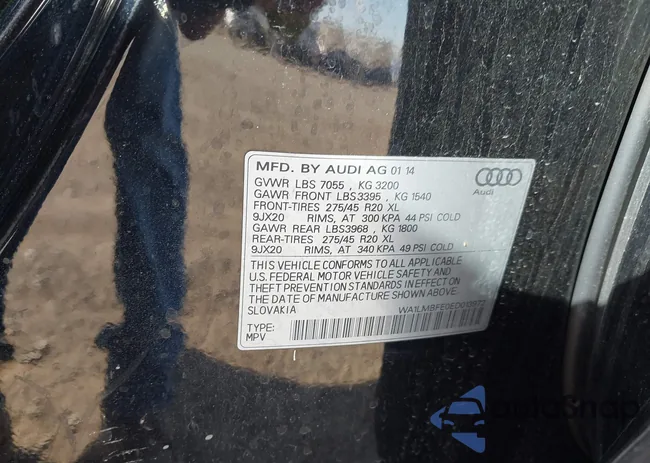 MFD. BY AUDI AG 01 14
GVWR LBS 7055 , KG 3200
GAWR FRONT LBS3395 , KG 1540
FRONT-TIRES 275/45 R20 XL
9JX20 RIMS, AT 300 KPA 44 PSI COLD
GAWR REAR LBS3968 , KG 1800
REAR-TIRES 275/45 R20 XL
9JX20 RIMS, AT 340 KPA 49 PSI COLD
THIS VEHICLE CONFORMS TO ALL APPLICABLE
U.S. FEDERAL MOTOR VEHICLE SAFETY AND
THEFT PREVENTION STANDARDS IN EFFECT ON
THE DATE OF MANUFACTURE SHOWN ABOVE.
SLOVAKIA
TYPE:
MPV
Audi